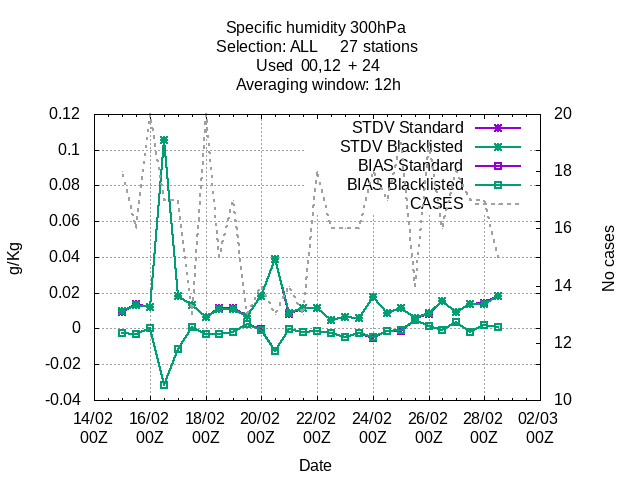 Specific humidity 300hPa
Selection: ALL 27 stations
Used 00,12 + 24
Averaging window: 12h
0.12
0.1
0.08
0.06
0.04
0.02
0
-0.02
-0.04
g/Kg
STDV Standard
STDV Blacklisted
BIAS Standard
BIAS Blacklisted
CASES
20
18
16
14
12
10
No cases
14/02 16/02 18/02 20/02 22/02 24/02 26/02 28/02 02/03
00Z 00Z 00Z 00Z 00Z 00Z 00Z 00Z 00Z
Date